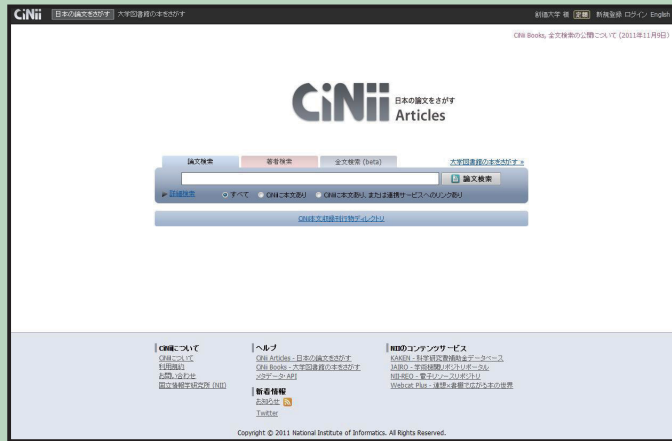 CiNii 日本の論文をさがす 大学図書館の本をさがす 創価大学 様 定額 新規登録 ログイン English
CiNii Books, 全文検索の公開について (2011年11月9日)
CiNii 日本の論文をさがす
Articles
論文検索 著者検索 全文検索 (beta) 大学図書館の本をさがす »
論文検索
詳細検索 すべて CiNiiに本文あり CiNiiに本文あり、または連携サービスへのリンクあり
CiNii本文収録刊行物ディレクトリ
CiNiiについて
CiNiiについて
利用規約
お問い合わせ
国立情報学研究所 (NII)
ヘルプ
CiNii Articles - 日本の論文をさがす
CiNii Books - 大学図書館の本をさがす
メタデータ・API
新着情報
お知らせ
Twitter
NIIのコンテンツサービス
KAKEN - 科学研究費補助金データベース
JAIRO - 学術機関リポジトリポータル
NII-REO - 電子リソースリポジトリ
Webcat Plus - 連想×書棚で広がる本の世界
Copyright © 2011 National Institute of Informatics. All Rights Reserved.